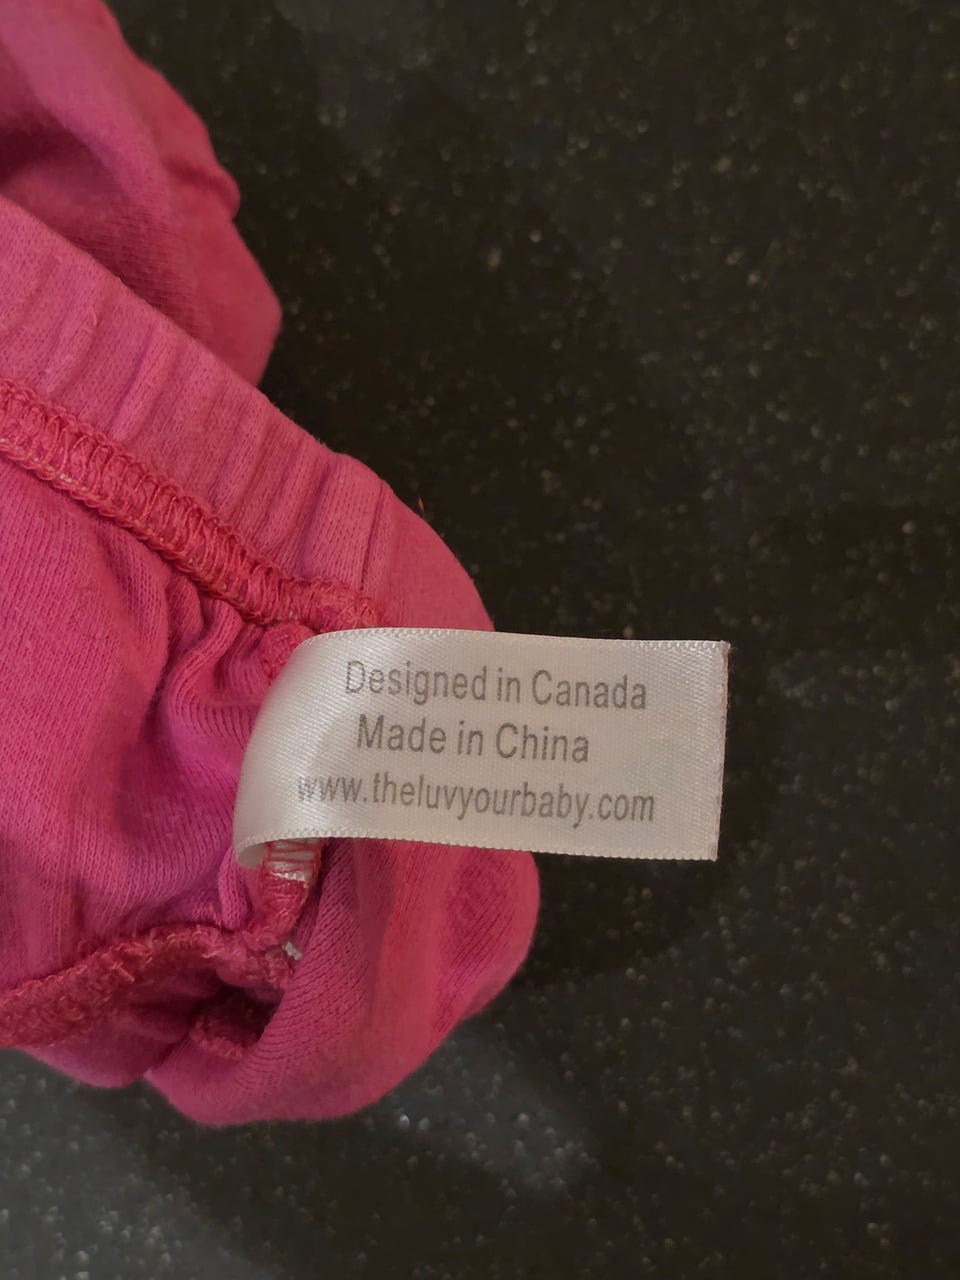 Designed in Canada
Made in China
www.theluvyourbaby.com